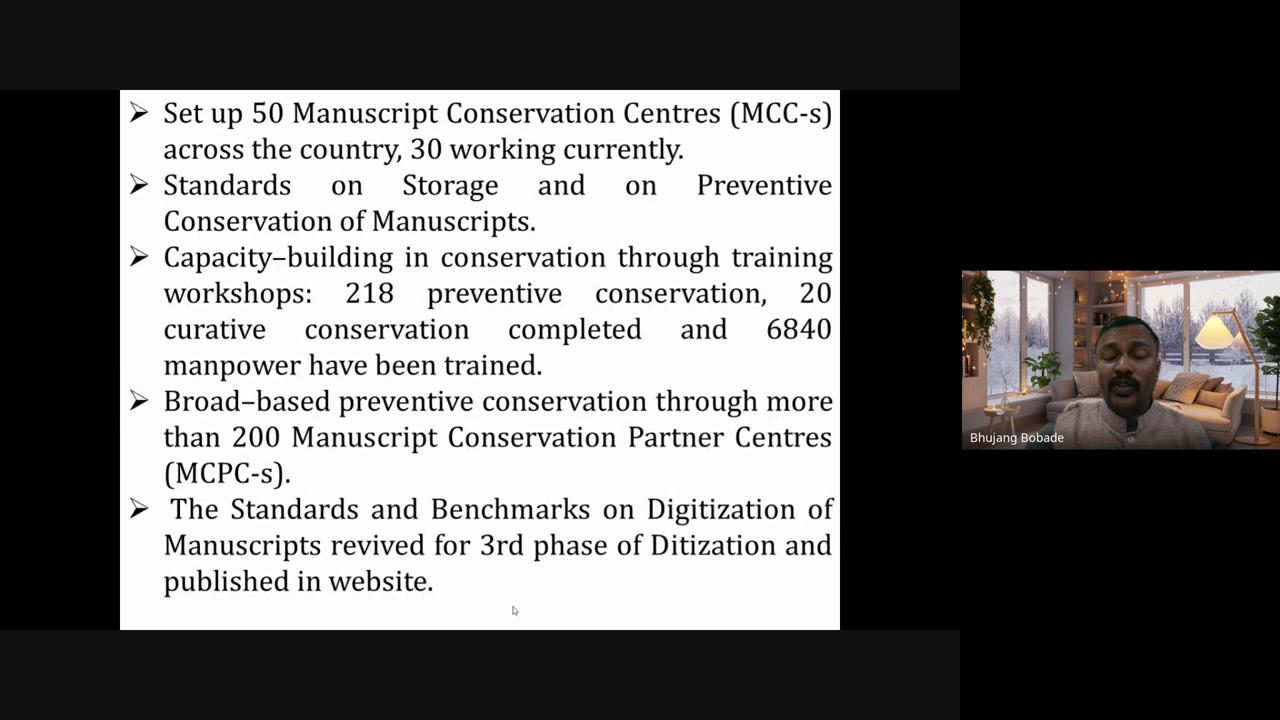 ➢ Set up 50 Manuscript Conservation Centres (MCC-s)
across the country, 30 working currently.
➢ Standards on Storage and on Preventive
Conservation of Manuscripts.
➢ Capacity–building in conservation through training
workshops: 218 preventive conservation, 20
curative conservation completed and 6840
manpower have been trained.
➢ Broad–based preventive conservation through more
than 200 Manuscript Conservation Partner Centres
(MCPC-s).
➢ The Standards and Benchmarks on Digitization of
Manuscripts revived for 3rd phase of Ditization and
published in website.
Bhujang Bobade